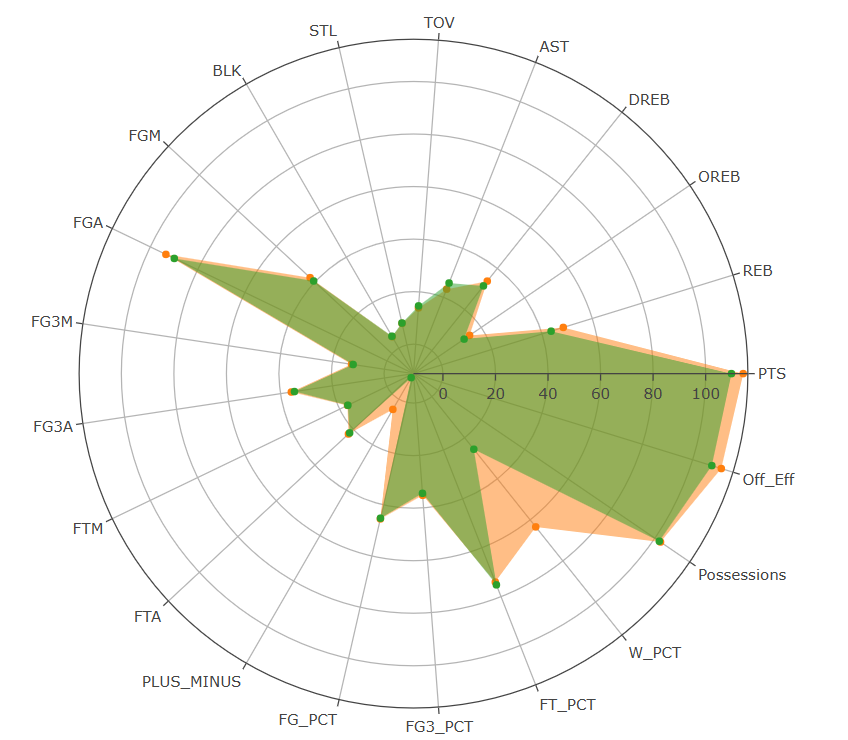 TOV
STL
AST
BLK
DREB
FGM
OREB
FGA
REB
FG3M
PTS
0 20 40 60 80 100
FG3A
Off_Eff
FTM
Possessions
FTA
W_PCT
PLUS_MINUS
FT_PCT
FG_PCT
FG3_PCT